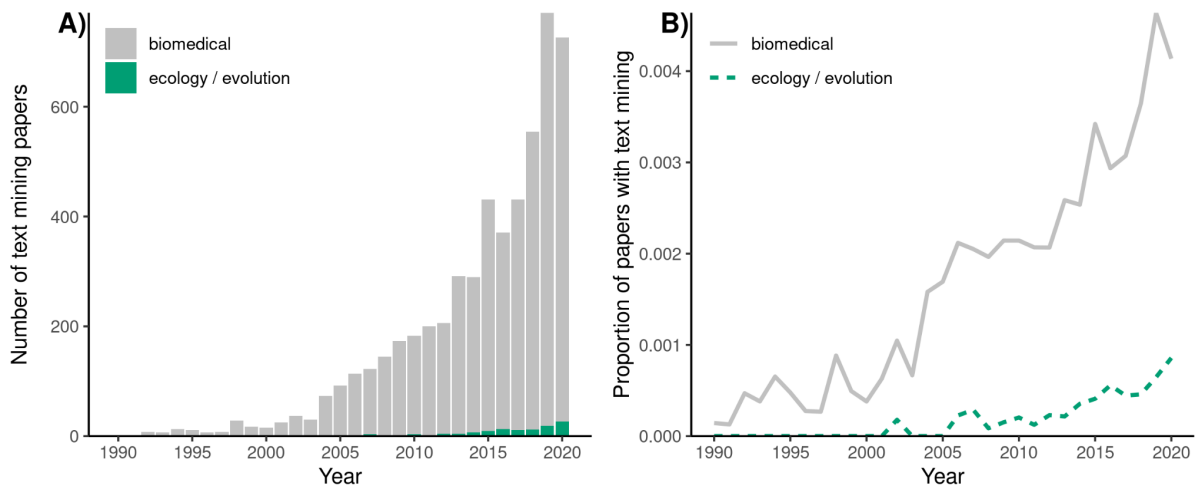 A)
biomedical
ecology / evolution
Number of text mining papers
600
400
200
0
1990 1995 2000 2005 2010 2015 2020
Year
B)
biomedical
ecology / evolution
Proportion of papers with text mining
0.004
0.003
0.002
0.001
0.000
1990 1995 2000 2005 2010 2015 2020
Year